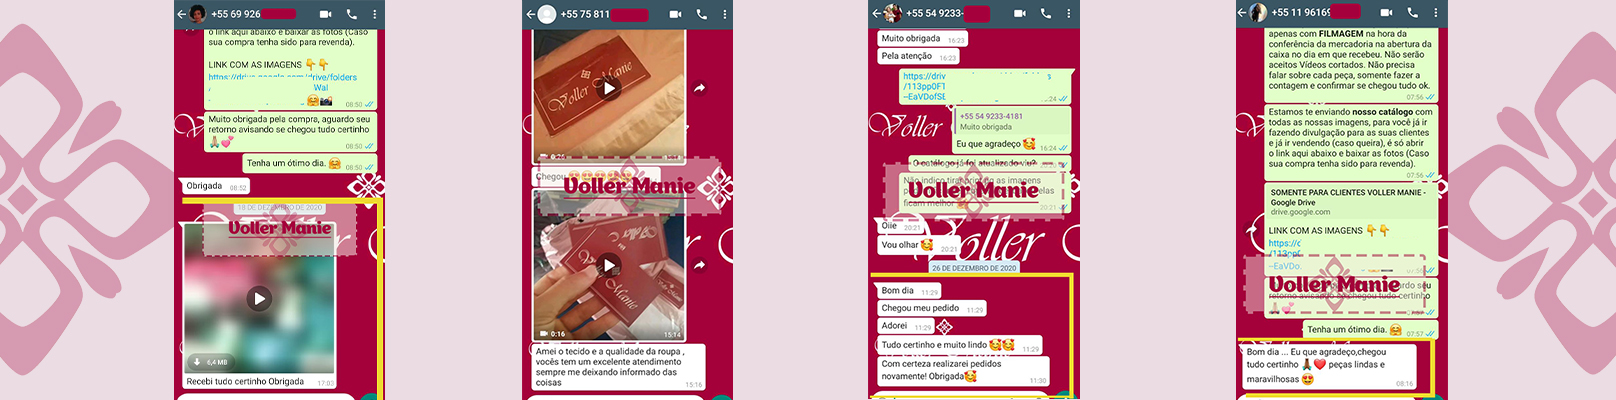 +55 69 926
o link aqui abaixo e baixar as fotos (Caso
sua compra tenha sido para revenda).
LINK COM AS IMAGENS 👇👇
https://drive.google.com/drive/folders
Wal
🤗📸 08:50
Muito obrigada pela compra, aguardo seu
retorno avisando se chegou tudo certinho
🙏🏽💕 08:50
Tenha um ótimo dia. 🤗 08:50
Obrigada 08:52
18 DE DEZEMBRO DE 2020
Voller Manie
6,4 MB
Recebi tudo certinho Obrigada 17:03
+55 75 811
Voller Manie
Chegou
Voller Manie
Manie
0:16 15:14
Amei o tecido e a qualidade da roupa ,
vocês tem um excelente atendimento
sempre me deixando informado das
coisas 15:16
+55 54 9233-
Muito obrigada 16:23
Pela atenção 16:23
https://driv
/113pp0F1
–EaVDofSE
Voller
+55 54 9233-4181
Muito obrigada
Eu que agradeço 🥰 16:24
O catálogo já foi atualizado viu?
Não indico tirar print as imagens
ficam melhor 20:21
Voller Manie
Oiie 20:21
Vou olhar 🥰 20:21
Voller
26 DE DEZEMBRO DE 2020
Bom dia 11:29
Chegou meu pedido 11:29
Adorei 11:29
Tudo certinho e muito lindo 🥰🥰 11:29
Com certeza realizarei pedidos
novamente! Obrigada🥰 11:30
+55 11 96169
apenas com FILMAGEM na hora da
conferência da mercadoria na abertura da
caixa no dia em que recebeu. Não serão
aceitos Vídeos cortados. Não precisa
falar sobre cada peça, somente fazer a
contagem e confirmar se chegou tudo ok.
07:56
Estamos te enviando nosso catálogo com
todas as nossas imagens, para você já ir
fazendo divulgação para as suas clientes
e já ir vendendo (caso queira), é só abrir
o link aqui abaixo e baixar as fotos (Caso
sua compra tenha sido para revenda).
07:56
SOMENTE PARA CLIENTES VOLLER MANIE -
Google Drive
drive.google.com
LINK COM AS IMAGENS 👇👇
https://c
/113pp
–EaVDo.
Voller Manie
retorno avisando se chegou tudo certinho
Tenha um ótimo dia. 🤗 07:57
Bom dia ... Eu que agradeço,chegou
tudo certinho 🙏🏽❤️ peças lindas e
maravilhosas 😍 08:16